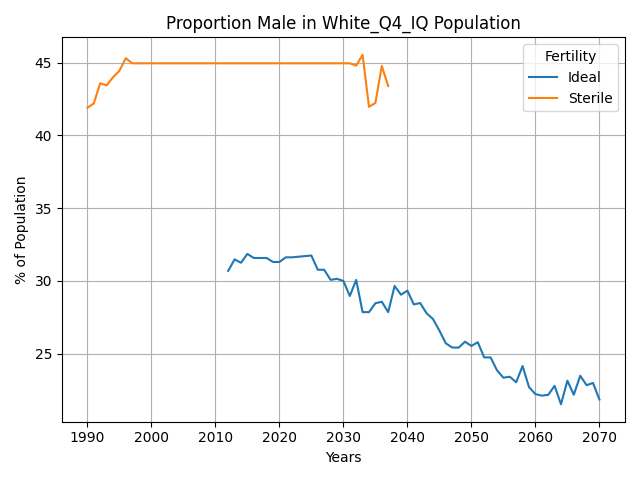 Proportion Male in White_Q4_IQ Population
Fertility
Ideal
Sterile
% of Population
45
40
35
30
25
1990 2000 2010 2020 2030 2040 2050 2060 2070
Years